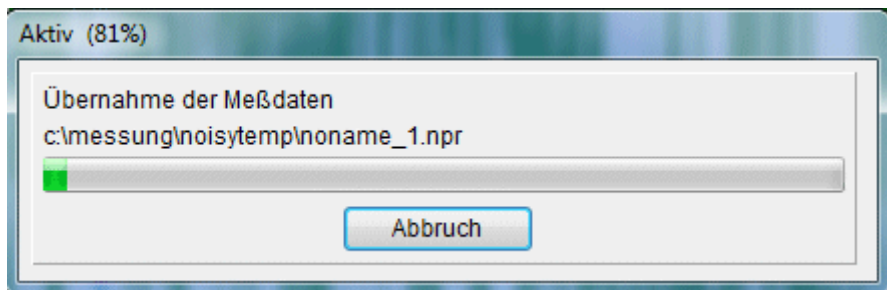 Aktiv (81%)
Übernahme der Meßdaten
c:\messung\noisytemp\noname_1.npr
Abbruch